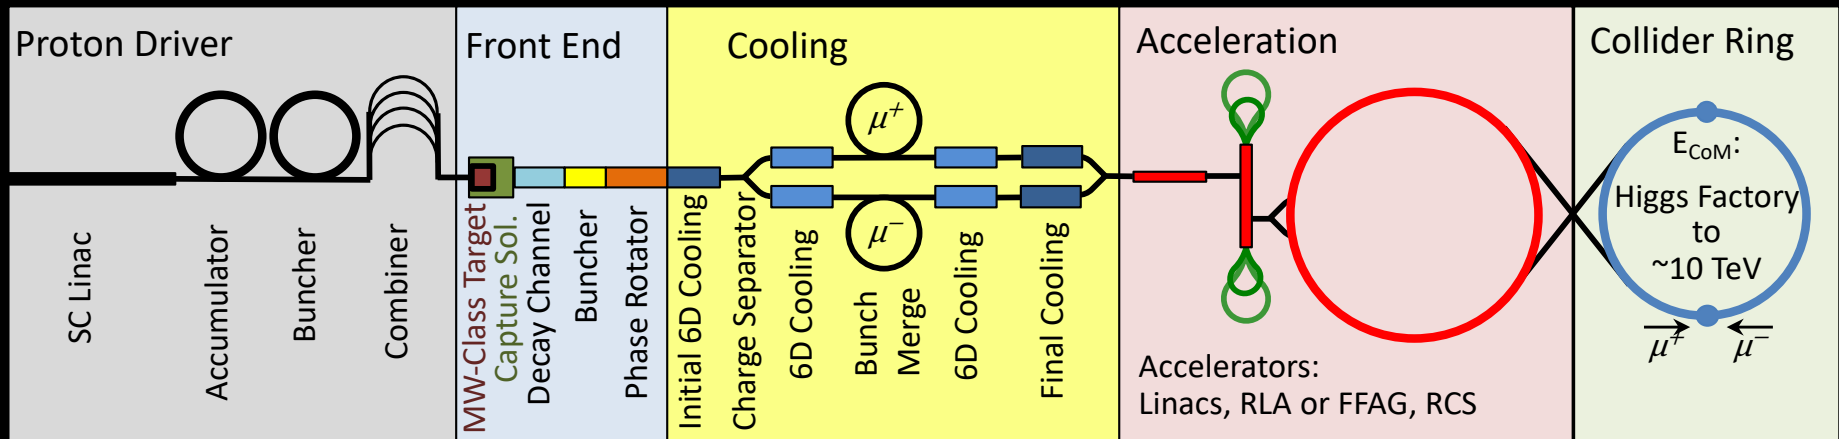 Proton Driver
SC Linac
Accumulator
Buncher
Combiner
Front End
MW-Class Target
Capture Sol.
Decay Channel
Buncher
Phase Rotator
Cooling
Initial 6D Cooling
Charge Separator
6D Cooling
μ+
μ−
Bunch
Merge
6D Cooling
Final Cooling
Acceleration
Accelerators:
Linacs, RLA or FFAG, RCS
Collider Ring
ECoM:
Higgs Factory
to
~10 TeV
μ+
μ−